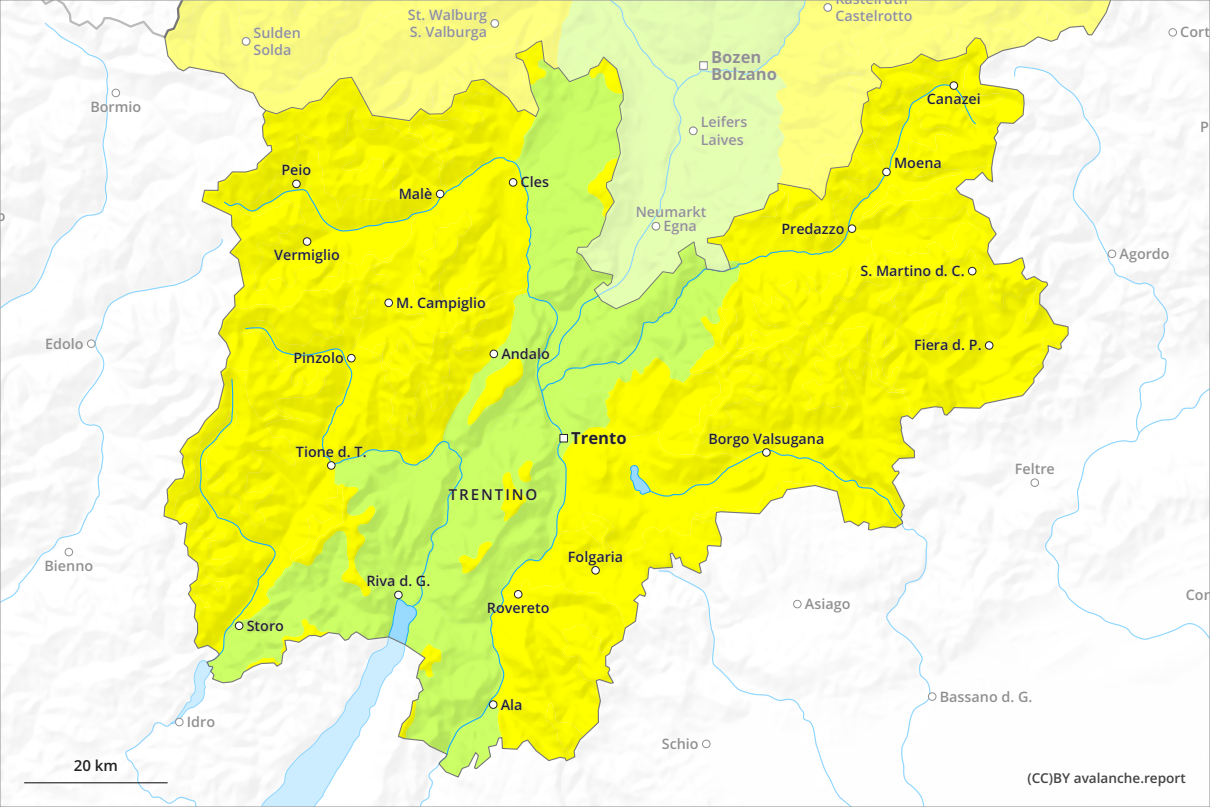 Kastelruth
Castelrotto
St. Walburg
S. Valburga
Sulden
Solda
Cort
Bozen
Bolzano
Bormio
Canazei
Leifers
Laives
P
Moena
Peio
Malè
Cles
Neumarkt
Egna
Predazzo
Vermiglio
Agordo
S. Martino d. C.
M. Campiglio
Edolo
Pinzolo
Andalo
Fiera d. P.
Trento
Borgo Valsugana
Tione d. T.
Feltre
TRENTINO
Bienno
Folgaria
Riva d. G.
Rovereto
Asiago
Cor
Storo
Idro
Ala
Bassano d. G.
Schio
20 km
(CC)BY avalanche.report